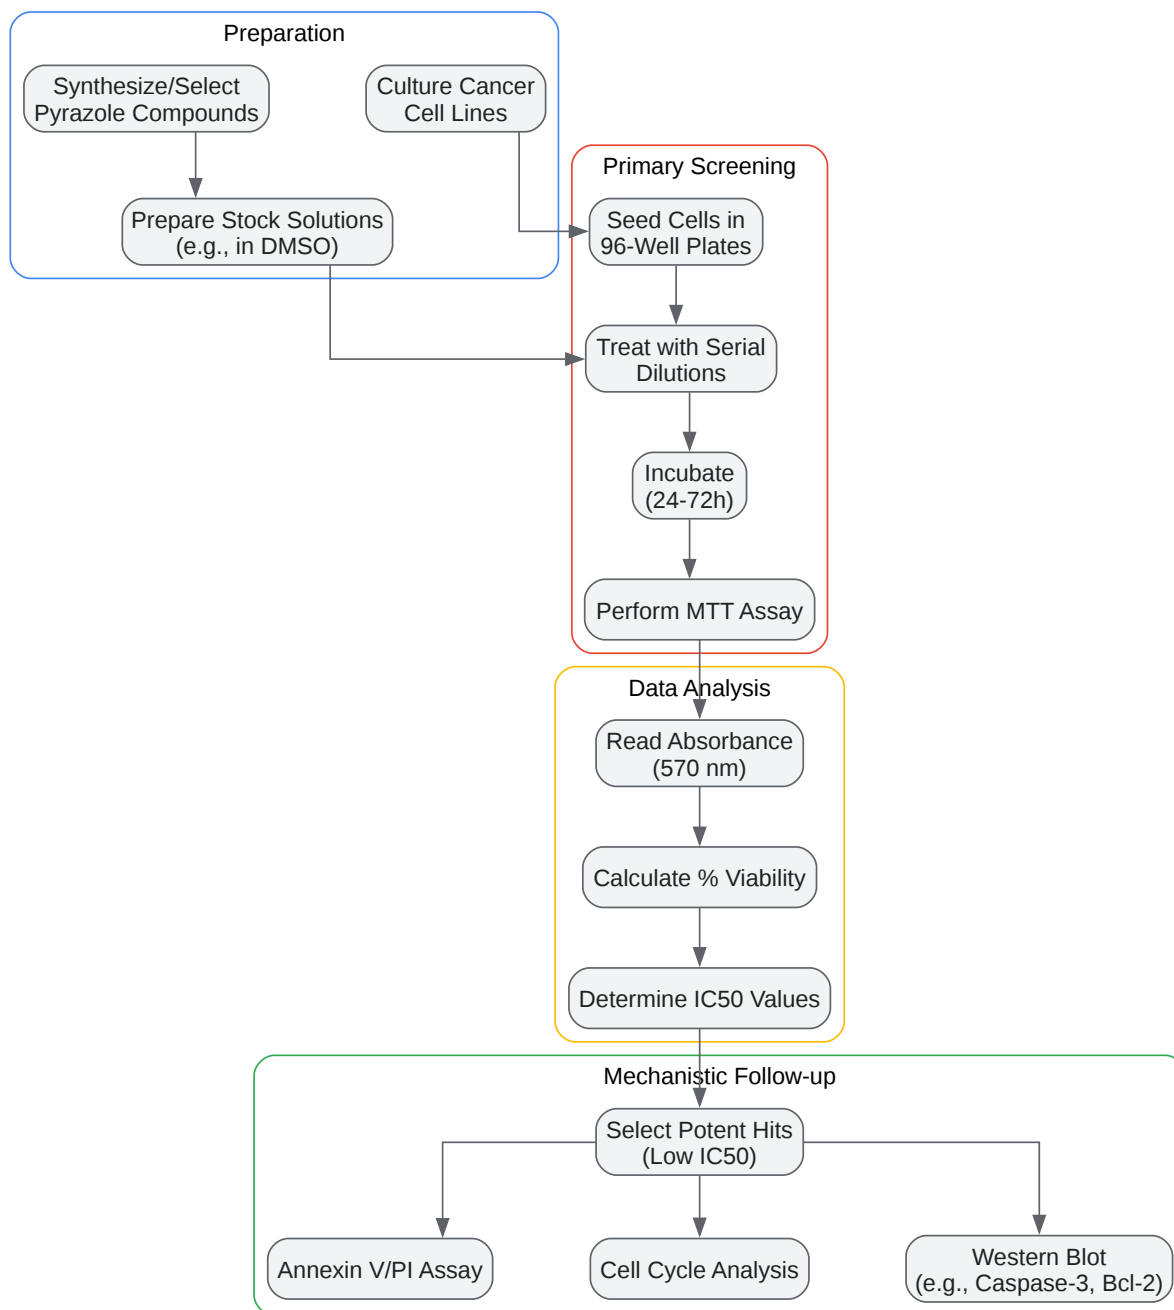 Preparation
Synthesize/Select
Pyrazole Compounds
Culture Cancer
Cell Lines
Prepare Stock Solutions
(e.g., in DMSO)
Primary Screening
Seed Cells in
96-Well Plates
Treat with Serial
Dilutions
Incubate
(24-72h)
Perform MTT Assay
Data Analysis
Read Absorbance
(570 nm)
Calculate % Viability
Determine IC50 Values
Mechanistic Follow-up
Select Potent Hits
(Low IC50)
Annexin V/PI Assay
Cell Cycle Analysis
Western Blot
(e.g., Caspase-3, Bcl-2)